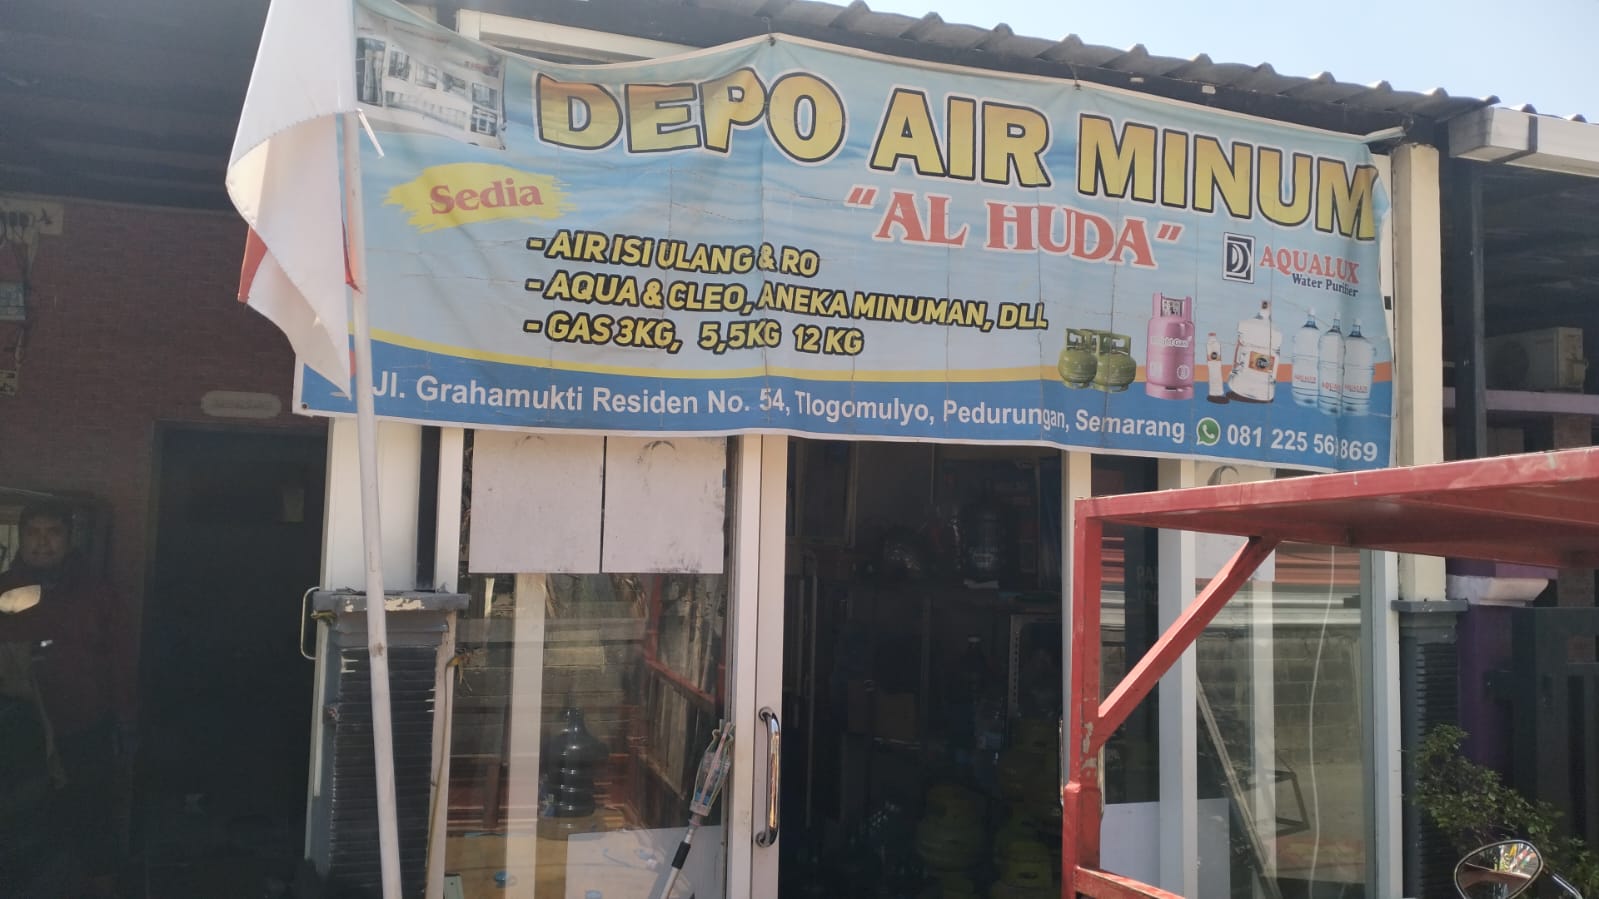 DEPO AIR MINUM
"AL HUDA"
Sedia
- AIR ISI ULANG & RO
- AQUA & CLEO, ANEKA MINUMAN, DLL
- GAS 3KG, 5,5KG 12 KG
AQUALUX
Water Purifier
Jl. Grahamukti Residen No. 54, Tlogomulyo, Pedurungan, Semarang